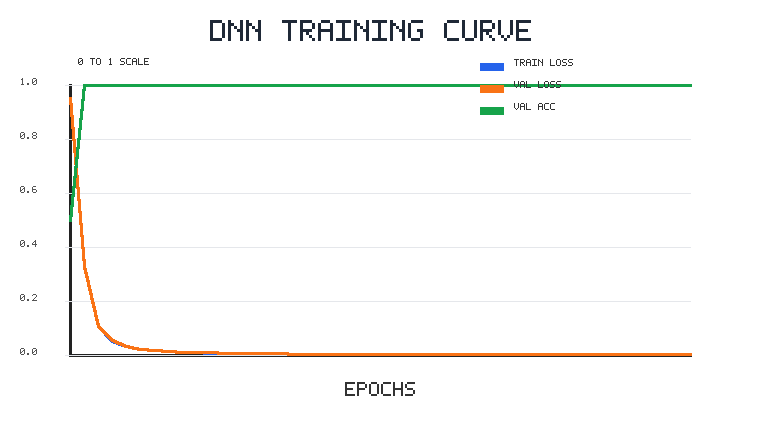 DNN TRAINING CURVE
0 TO 1 SCALE
TRAIN LOSS
VAL LOSS
VAL ACC
1.0
0.8
0.6
0.4
0.2
0.0
EPOCHS